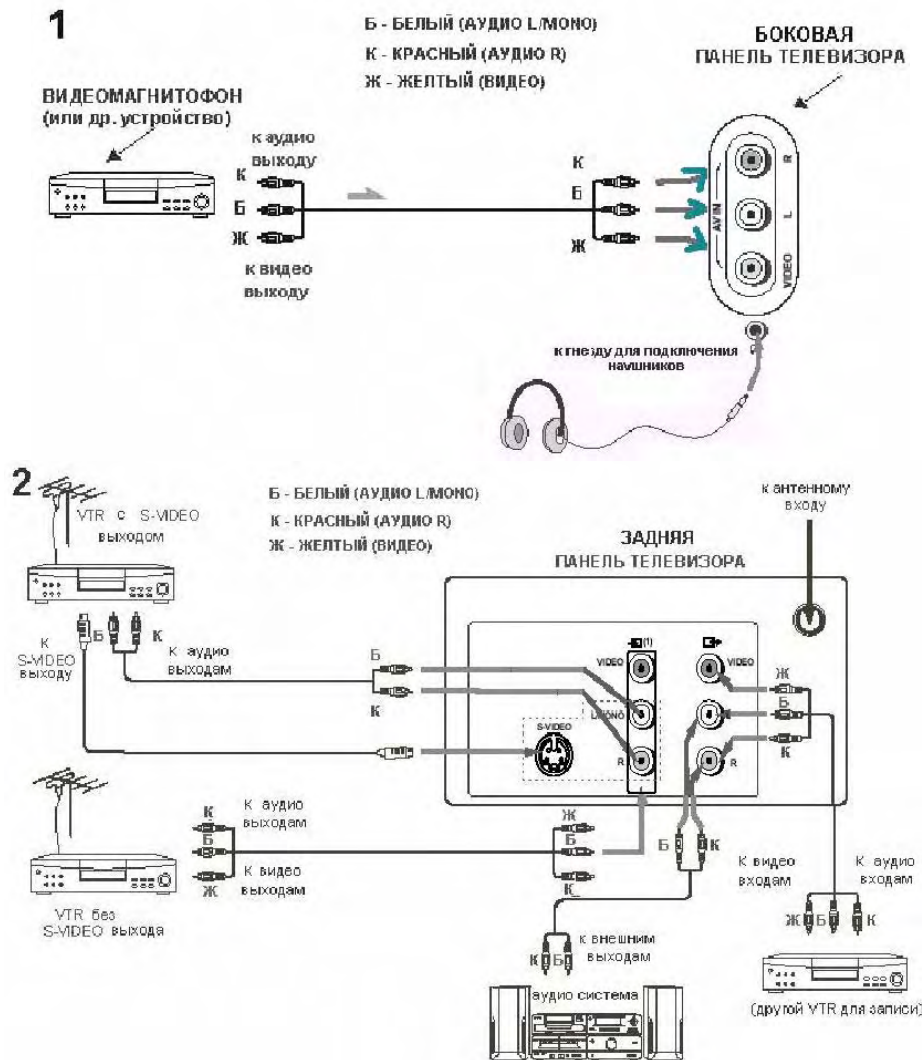 1
Б - БЕЛЫЙ (АУДИО L/MONO)
К - КРАСНЫЙ (АУДИО R)
Ж - ЖЕЛТЫЙ (ВИДЕО)
БОКОВАЯ
ПАНЕЛЬ ТЕЛЕВИЗОРА
ВИДЕОМАГНИТОФОН
(или др. устройство)
к аудио
выходу
К
Б
Ж
к видео
выходу
К
Б
Ж
AV IN
R
L
VIDEO
к гнезду для подключения
наушников
2
VTR с S-VIDEO
выходом
Б - БЕЛЫЙ (АУДИО L/MONO)
К - КРАСНЫЙ (АУДИО R)
Ж - ЖЕЛТЫЙ (ВИДЕО)
к антенному
входу
ЗАДНЯЯ
ПАНЕЛЬ ТЕЛЕВИЗОРА
К
S-VIDEO
выходу
Б
К
К аудио
выходам
Б
К
(1)
VIDEO
L/MONO
R
S-VIDEO
VIDEO
R
Ж
Б
К
К аудио
выходам
К
Б
Ж
К видео
выходам
Ж
Б
К
VTR без
S-VIDEO выхода
Б
К
К видео
входам
К аудио
входам
Ж Б К
к внешним
выходам
К Б
аудио система
(другой VTR для записи)